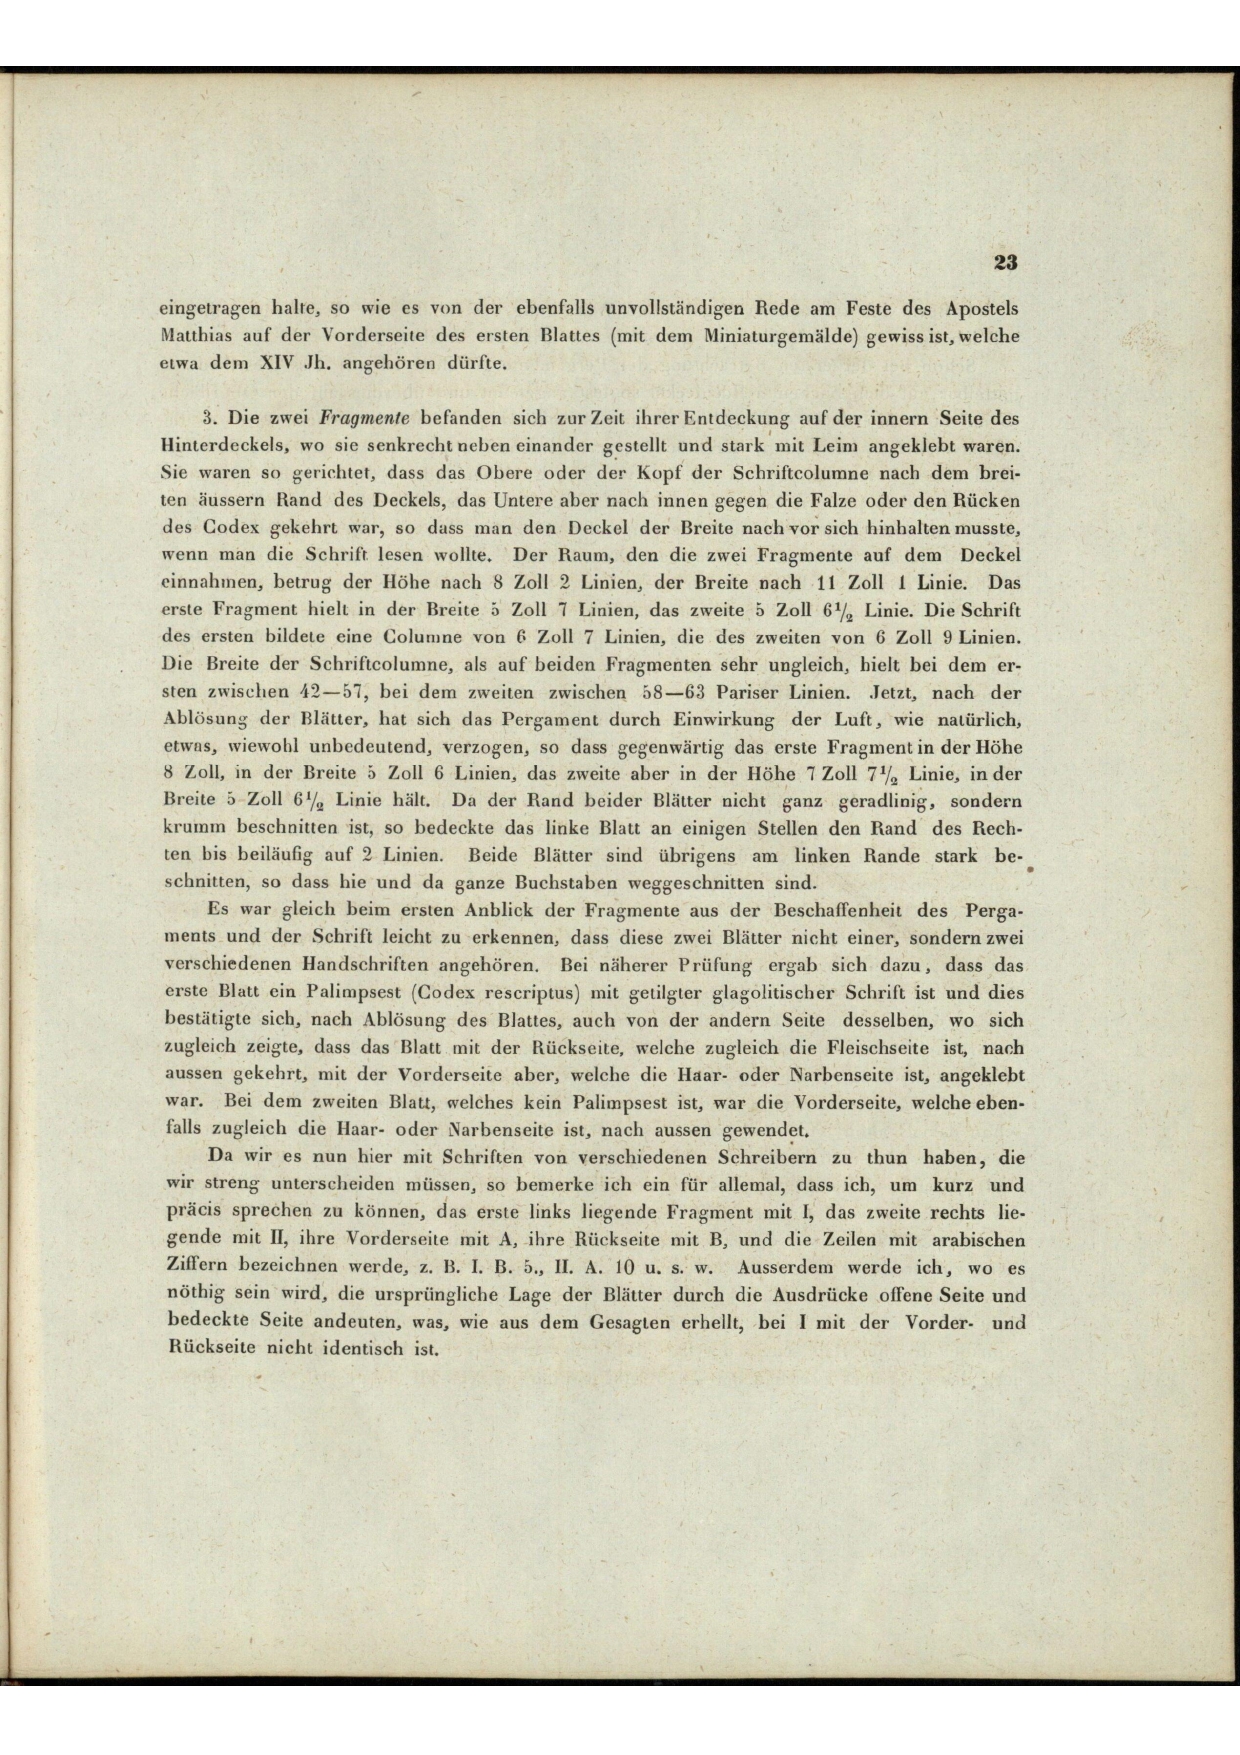 23
eingetragen hatte, so wie es von der ebenfalls unvollständigen Rede am Feste des Apostels
Matthias auf der Vorderseite des ersten Blattes (mit dem Miniaturgemälde) gewiss ist, welche
etwa dem XIV Jh. angehören dürfte.
3. Die zwei Fragmente befanden sich zur Zeit ihrer Entdeckung auf der innern Seite des
Hinterdeckels, wo sie senkrecht neben einander gestellt und stark mit Leim angeklebt waren.
Sie waren so gerichtet, dass das Obere oder der Kopf der Schriftcolumne nach dem brei-
ten äussern Rand des Deckels, das Untere aber nach innen gegen die Falze oder den Rücken
des Codex gekehrt war, so dass man den Deckel der Breite nach vor sich hinhalten musste,
wenn man die Schrift lesen wollte. Der Raum, den die zwei Fragmente auf dem Deckel
einnahmen, betrug der Höhe nach 8 Zoll 2 Linien, der Breite nach 11 Zoll 1 Linie. Das
erste Fragment hielt in der Breite 5 Zoll 7 Linien, das zweite 5 Zoll 6½ Linie. Die Schrift
des ersten bildete eine Columne von 6 Zoll 7 Linien, die des zweiten von 6 Zoll 9 Linien.
Die Breite der Schriftcolumne, als auf beiden Fragmenten sehr ungleich, hielt bei dem er-
sten zwischen 42—57, bei dem zweiten zwischen 58—63 Pariser Linien. Jetzt, nach der
Ablösung der Blätter, hat sich das Pergament durch Einwirkung der Luft, wie natürlich,
etwas, wiewohl unbedeutend, verzogen, so dass gegenwärtig das erste Fragment in der Höhe
8 Zoll, in der Breite 5 Zoll 6 Linien, das zweite aber in der Höhe 7 Zoll 7½ Linie, in der
Breite 5 Zoll 6½ Linie hält. Da der Rand beider Blätter nicht ganz geradlinig, sondern
krumm beschnitten ist, so bedeckte das linke Blatt an einigen Stellen den Rand des Rech-
ten bis beiläufig auf 2 Linien. Beide Blätter sind übrigens am linken Rande stark be-
schnitten, so dass hie und da ganze Buchstaben weggeschnitten sind.
Es war gleich beim ersten Anblick der Fragmente aus der Beschaffenheit des Perga-
ments und der Schrift leicht zu erkennen, dass diese zwei Blätter nicht einer, sondern zwei
verschiedenen Handschriften angehören. Bei näherer Prüfung ergab sich dazu, dass das
erste Blatt ein Palimpsest (Codex rescriptus) mit getilgter glagolitischer Schrift ist und dies
bestätigte sich, nach Ablösung des Blattes, auch von der andern Seite desselben, wo sich
zugleich zeigte, dass das Blatt mit der Rückseite, welche zugleich die Fleischseite ist, nach
aussen gekehrt, mit der Vorderseite aber, welche die Haar- oder Narbenseite ist, angeklebt
war. Bei dem zweiten Blatt, welches kein Palimpsest ist, war die Vorderseite, welche eben-
falls zugleich die Haar- oder Narbenseite ist, nach aussen gewendet.
Da wir es nun hier mit Schriften von verschiedenen Schreibern zu thun haben, die
wir streng unterscheiden müssen, so bemerke ich ein für allemal, dass ich, um kurz und
präcis sprechen zu können, das erste links liegende Fragment mit I, das zweite rechts lie-
gende mit II, ihre Vorderseite mit A, ihre Rückseite mit B, und die Zeilen mit arabischen
Ziffern bezeichnen werde, z. B. I. B. 5., II. A. 10 u. s. w. Ausserdem werde ich, wo es
nöthig sein wird, die ursprüngliche Lage der Blätter durch die Ausdrücke offene Seite und
bedeckte Seite andeuten, was, wie aus dem Gesagten erhellt, bei I mit der Vorder- und
Rückseite nicht identisch ist.